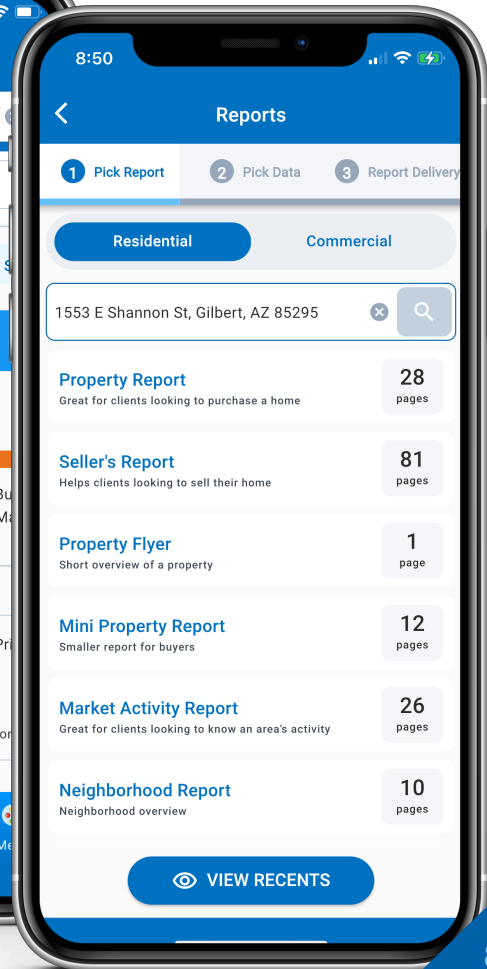 8:50
Reports
1 Pick Report
2 Pick Data
3 Report Delivery
Residential
Commercial
1553 E Shannon St, Gilbert, AZ 85295
Property Report
Great for clients looking to purchase a home
28
pages
Seller's Report
Helps clients looking to sell their home
81
pages
Property Flyer
Short overview of a property
1
page
Mini Property Report
Smaller report for buyers
12
pages
Market Activity Report
Great for clients looking to know an area's activity
26
pages
Neighborhood Report
Neighborhood overview
10
pages
VIEW RECENTS